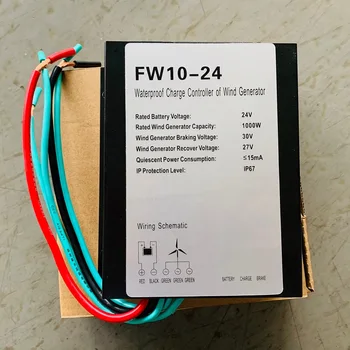 FW10-24
Waterproof Charge Controller of Wind Generator
Rated Battery Voltage: 24V
Rated Wind Generator Capacity: 1000W
Wind Generator Braking Voltage: 30V
Wind Generator Recover Voltage: 27V
Quiescent Power Consumption: ≤15mA
IP Protection Level: IP67
Wiring Schematic
RED BLACK GREEN GREEN GREEN
BATTERY CHARGE BRAKE